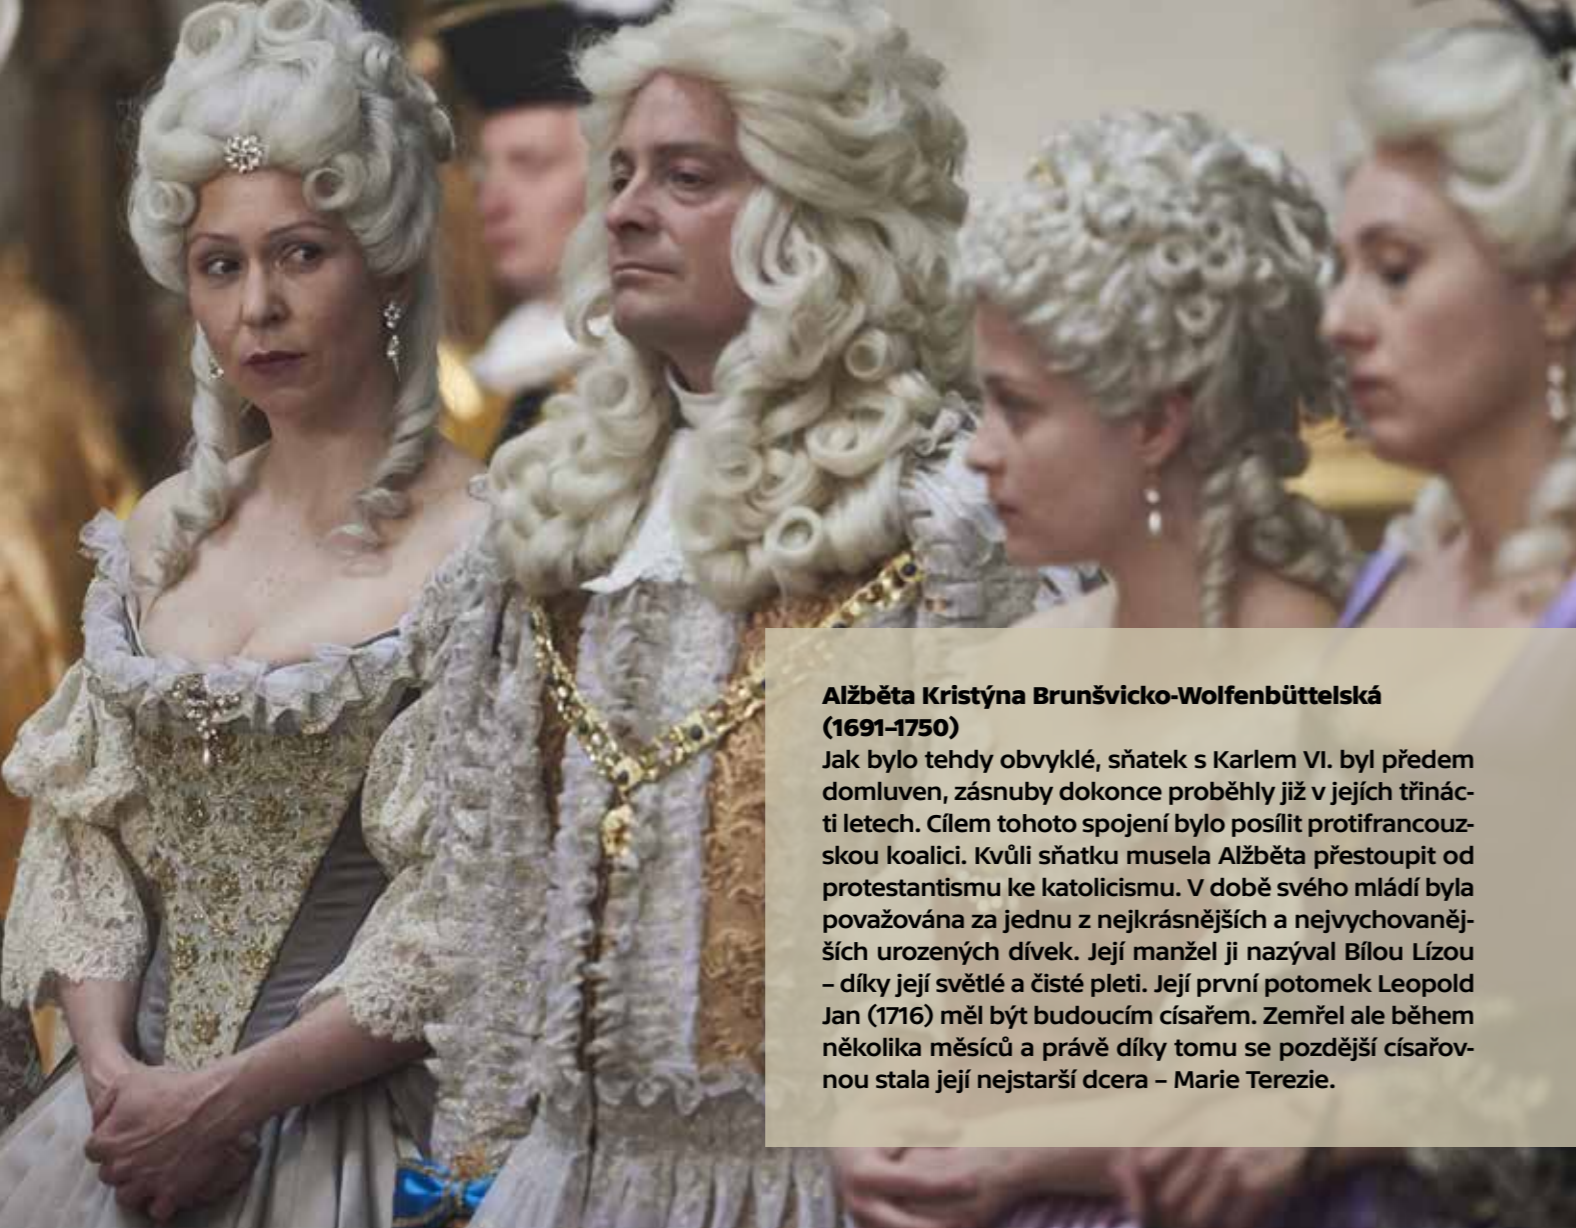 Alžběta Kristýna Brunšvicko-Wolfenbüttelská
(1691–1750)
Jak bylo tehdy obvyklé, sňatek s Karlem VI. byl předem
domluven, zásnuby dokonce proběhly již v jejích třinác-
ti letech. Cílem tohoto spojení bylo posílit protifrancouz-
skou koalici. Kvůli sňatku musela Alžběta přestoupit od
protestantismu ke katolicismu. V době svého mládí byla
považována za jednu z nejkrásnějších a nejvychovaněj-
ších urozených dívek. Její manžel ji nazýval Bílou Lízou
– díky její světlé a čisté pleti. Její první potomek Leopold
Jan (1716) měl být budoucím císařem. Zemřel ale během
několika měsíců a právě díky tomu se pozdější císařov-
nou stala její nejstarší dcera – Marie Terezie.